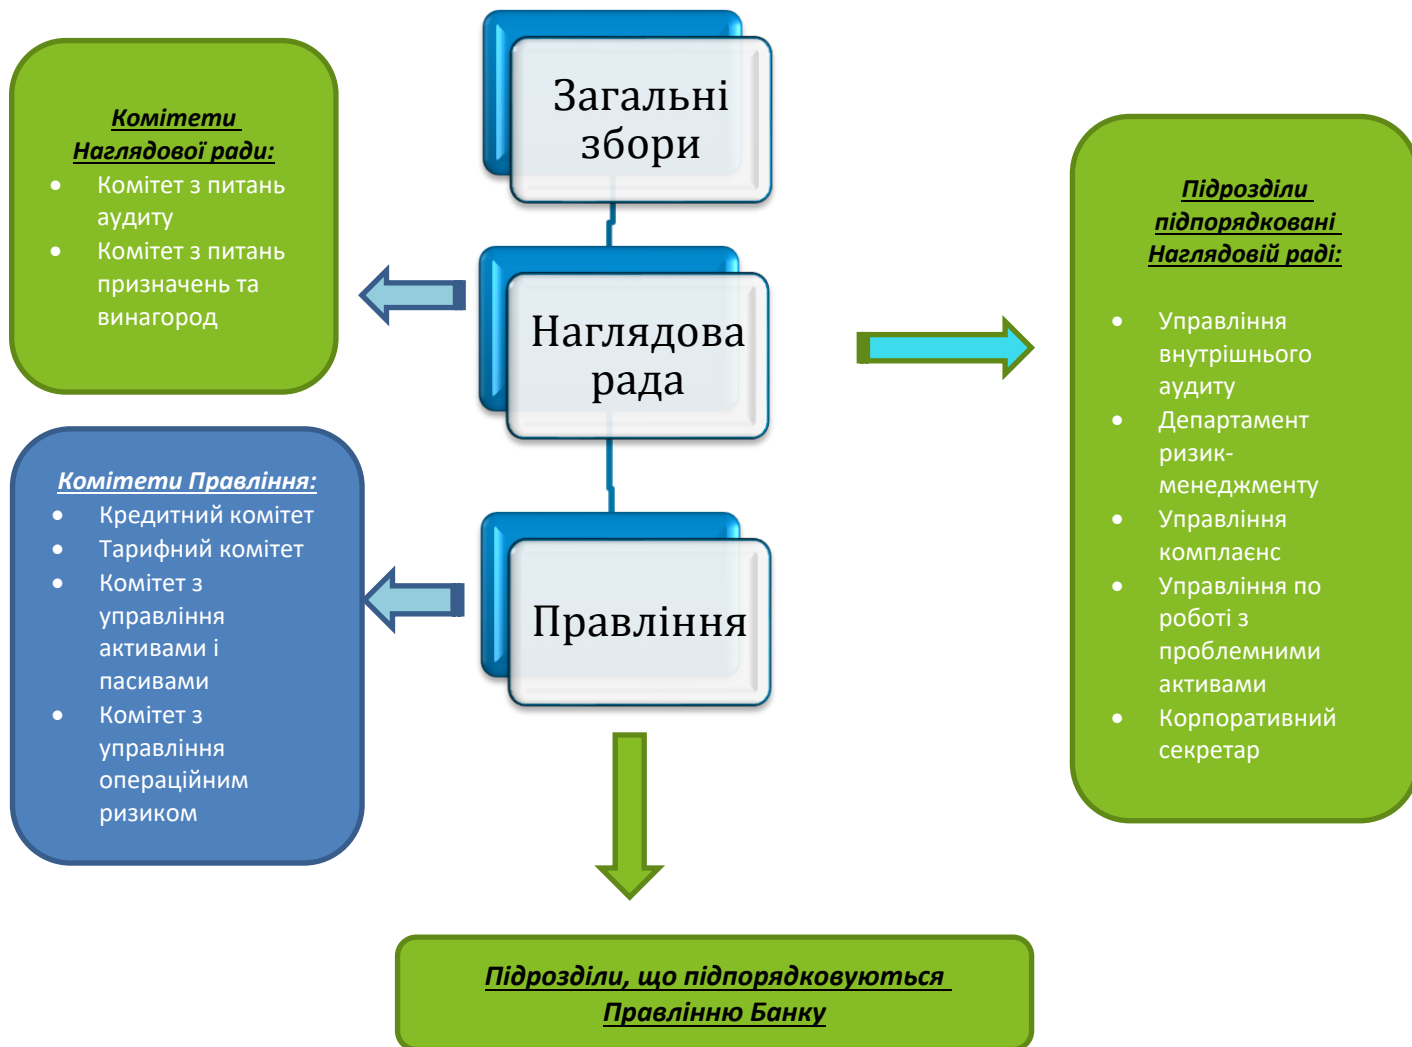 Загальні
збори
Комітети
Наглядової ради:
• Комітет з питань
аудиту
• Комітет з питань
призначень та
винагород
Наглядова
рада
Підрозділи
підпорядковані
Наглядовій раді:
• Управління
внутрішнього
аудиту
• Департамент
ризик-
менеджменту
• Управління
комплаєнс
• Управління по
роботі з
проблемними
активами
• Корпоративний
секретар
Комітети Правління:
• Кредитний комітет
• Тарифний комітет
• Комітет з
управління
активами і
пасивами
• Комітет з
управління
операційним
ризиком
Правління
Підрозділи, що підпорядковуються
Правлінню Банку